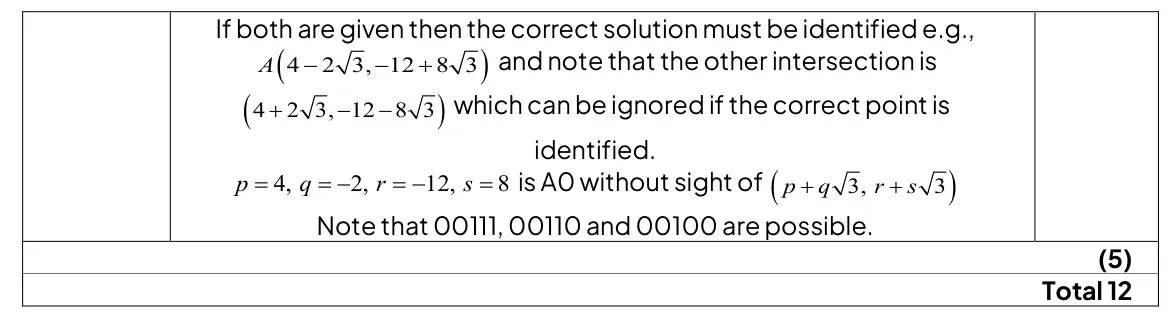 If both are given then the correct solution must be identified e.g.,
A(4−2√3,−12+8√3) and note that the other intersection is
(4+2√3,−12−8√3) which can be ignored if the correct point is
identified.
p = 4, q = −2, r = −12, s = 8 is A0 without sight of (p+q√3, r+s√3)
Note that 00111, 00110 and 00100 are possible.
(5)
Total 12